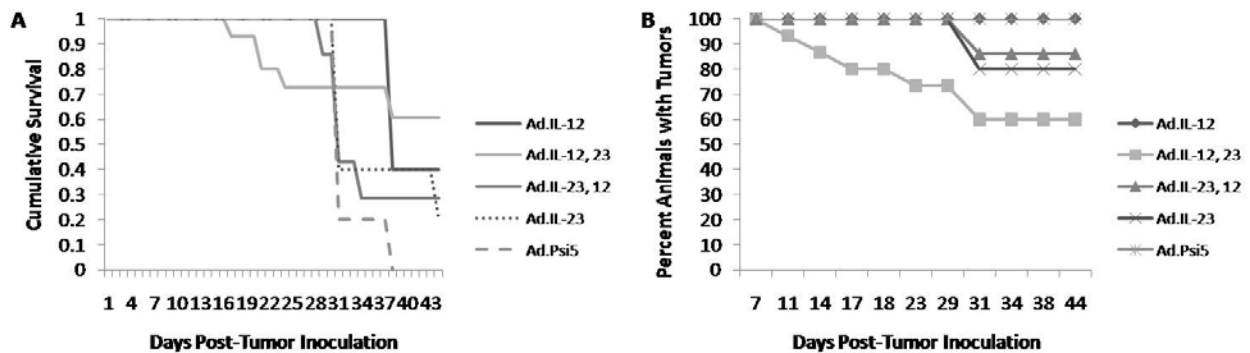 A
Cumulative Survival
1
0.9
0.8
0.7
0.6
0.5
0.4
0.3
0.2
0.1
0
1 4 7 10 13 16 19 22 25 28 31 34 37 40 43
Days Post-Tumor Inoculation
Ad.IL-12
Ad.IL-12, 23
Ad.IL-23, 12
Ad.IL-23
Ad.Psi5
B
Percent Animals with Tumors
100
90
80
70
60
50
40
30
20
10
0
7 11 14 17 18 23 29 31 34 38 44
Days Post-Tumor Inoculation
Ad.IL-12
Ad.IL-12, 23
Ad.IL-23, 12
Ad.IL-23
Ad.Psi5